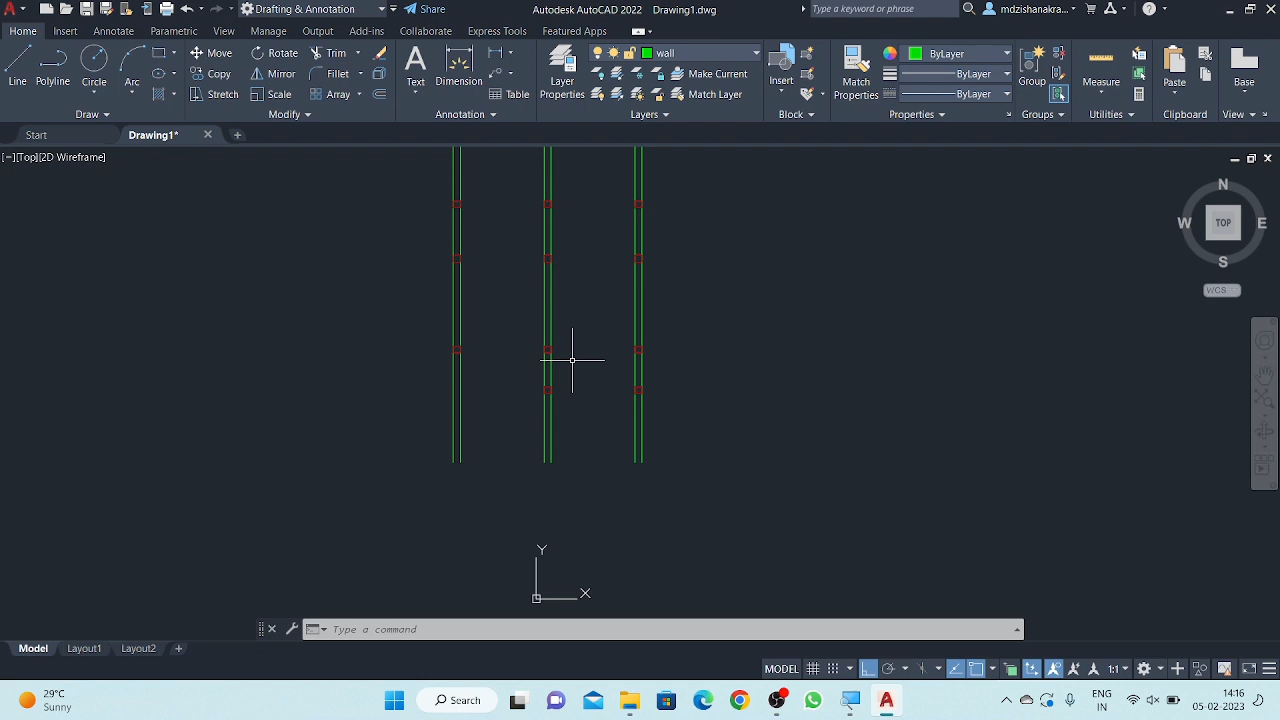 Drafting & Annotation
Share
Autodesk AutoCAD 2022 Drawing1.dwg
Type a keyword or phrase
mdzishanakra...
Home
Insert
Annotate
Parametric
View
Manage
Output
Add-ins
Collaborate
Express Tools
Featured Apps
Line
Polyline
Circle
Arc
Move
Rotate
Trim
Copy
Mirror
Fillet
Stretch
Scale
Array
Text
Dimension
Table
Layer Properties
wall
Make Current
Match Layer
Insert
Match Properties
ByLayer
ByLayer
ByLayer
Group
Measure
Paste
Base
Draw
Modify
Annotation
Layers
Block
Properties
Groups
Utilities
Clipboard
View
Start
Drawing1*
[−][Top][2D Wireframe]
N
W
TOP
E
S
WCS
Y
X
Type a command
Model
Layout1
Layout2
MODEL
1:1
29°C
Sunny
Search
ENG
IN
14:16
05-02-2023